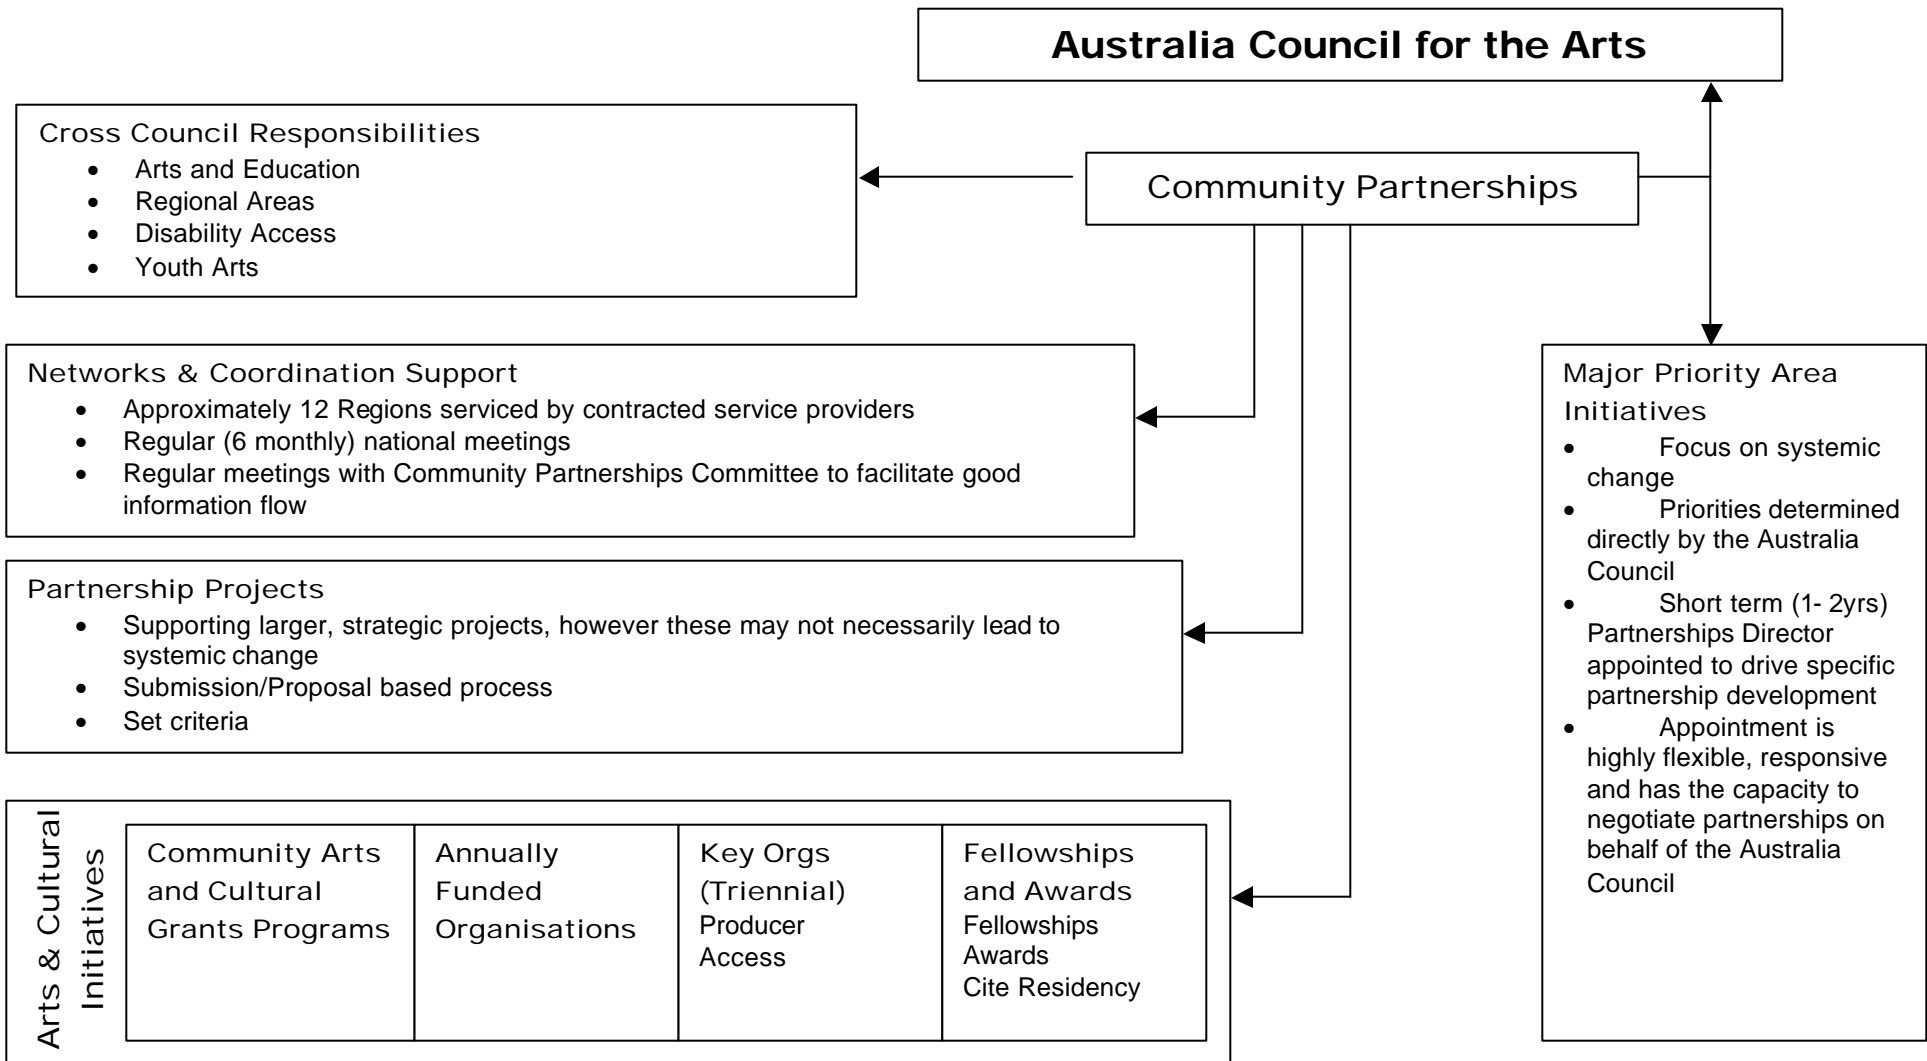 Australia Council for the Arts
Cross Council Responsibilities
• Arts and Education
• Regional Areas
• Disability Access
• Youth Arts
Community Partnerships
Networks & Coordination Support
• Approximately 12 Regions serviced by contracted service providers
• Regular (6 monthly) national meetings
• Regular meetings with Community Partnerships Committee to facilitate good
information flow
Partnership Projects
• Supporting larger, strategic projects, however these may not necessarily lead to
systemic change
• Submission/Proposal based process
• Set criteria
Arts & Cultural
Initiatives
Community Arts
and Cultural
Grants Programs
Annually
Funded
Organisations
Key Orgs
(Triennial)
Producer
Access
Fellowships
and Awards
Fellowships
Awards
Cite Residency
Major Priority Area
Initiatives
• Focus on systemic
change
• Priorities determined
directly by the Australia
Council
• Short term (1- 2yrs)
Partnerships Director
appointed to drive specific
partnership development
• Appointment is
highly flexible, responsive
and has the capacity to
negotiate partnerships on
behalf of the Australia
Council